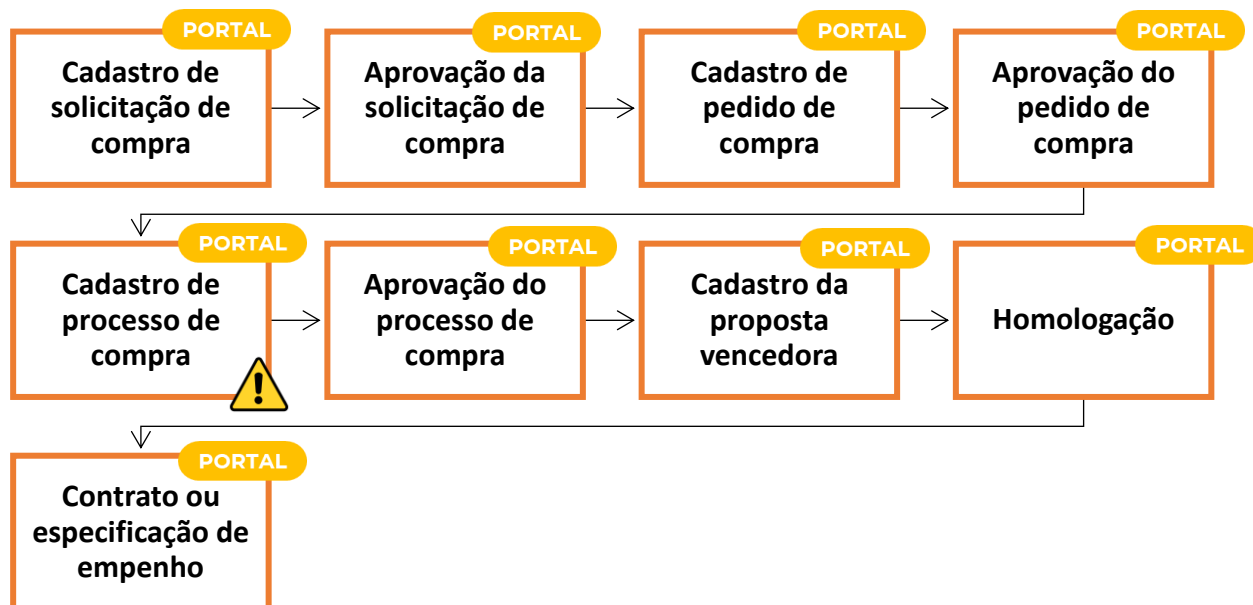 PORTAL
Cadastro de
solicitação de
compra
PORTAL
Aprovação da
solicitação de
compra
PORTAL
Cadastro de
pedido de
compra
PORTAL
Aprovação do
pedido de
compra
PORTAL
Cadastro de
processo de
compra
PORTAL
Aprovação do
processo de
compra
PORTAL
Cadastro da
proposta
vencedora
PORTAL
Homologação
PORTAL
Contrato ou
especificação de
empenho